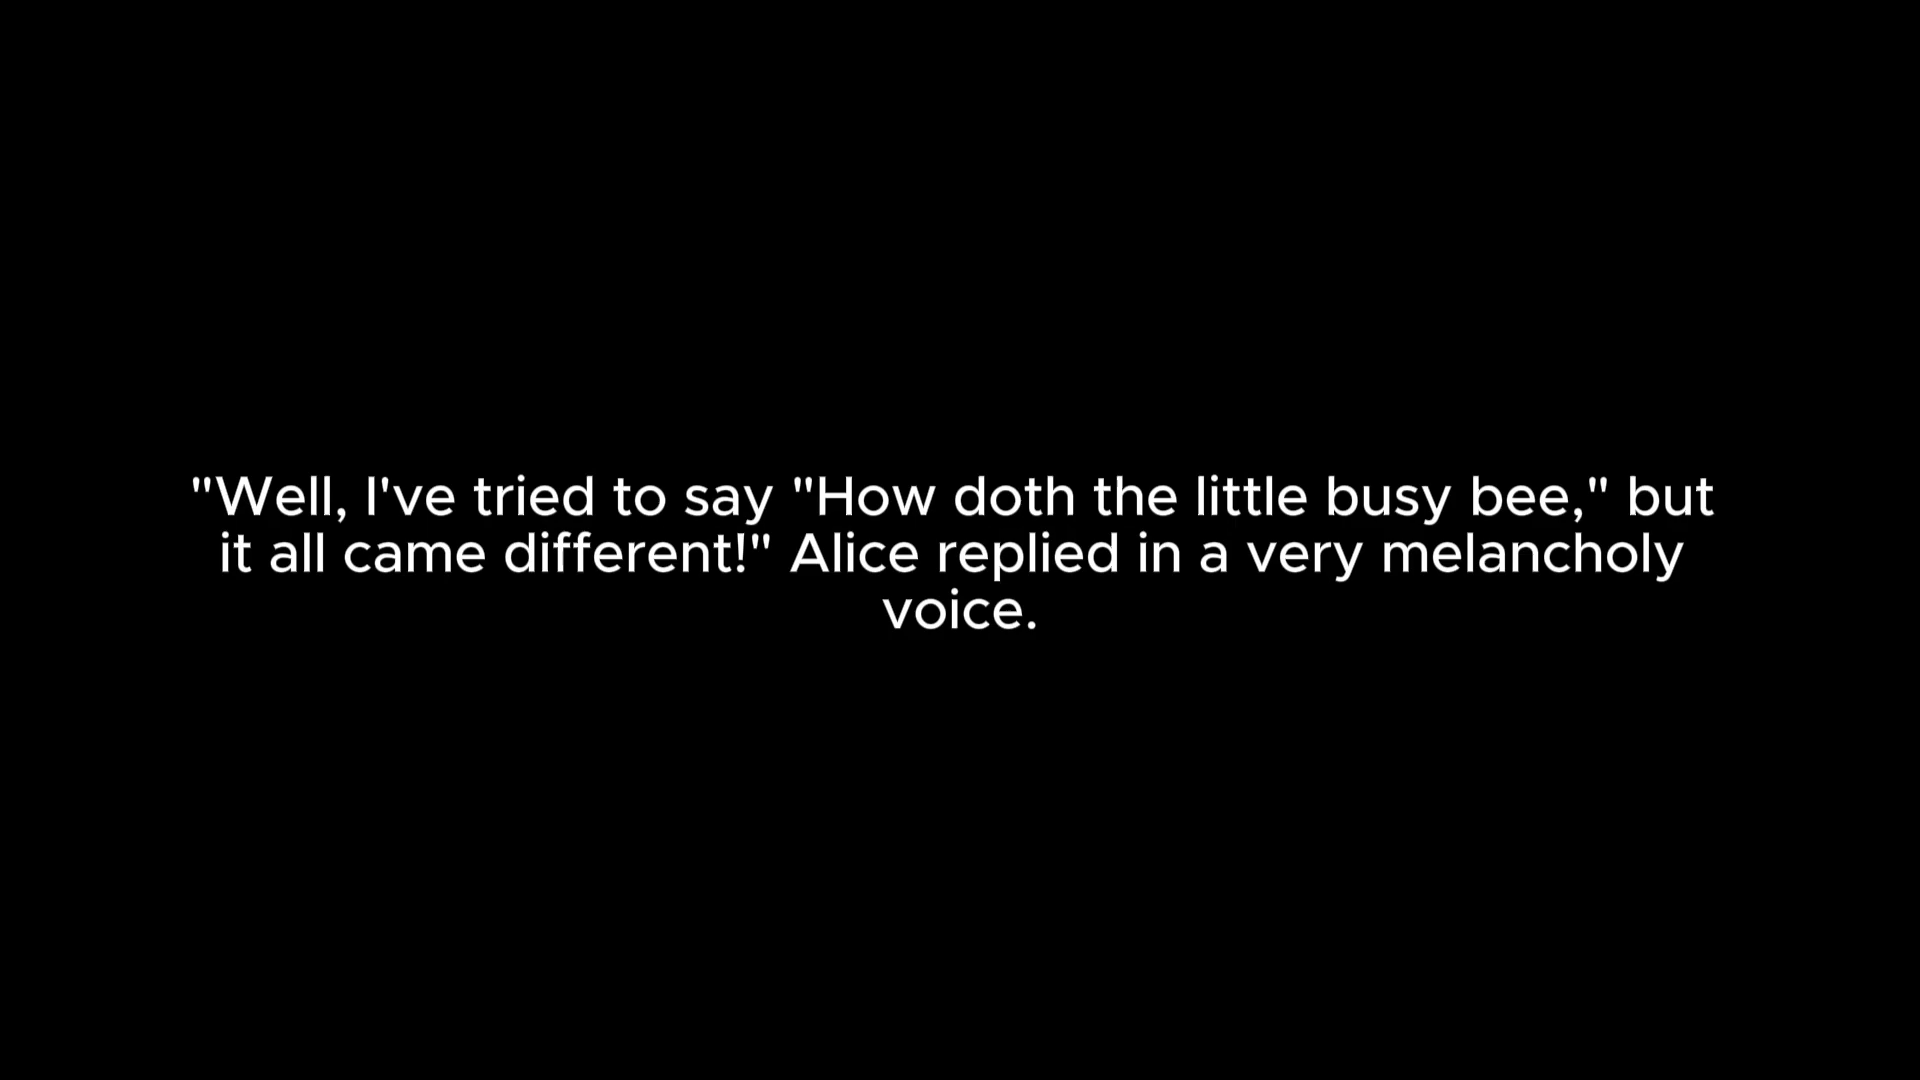 "Well, I've tried to say "How doth the little busy bee," but
it all came different!" Alice replied in a very melancholy
voice.